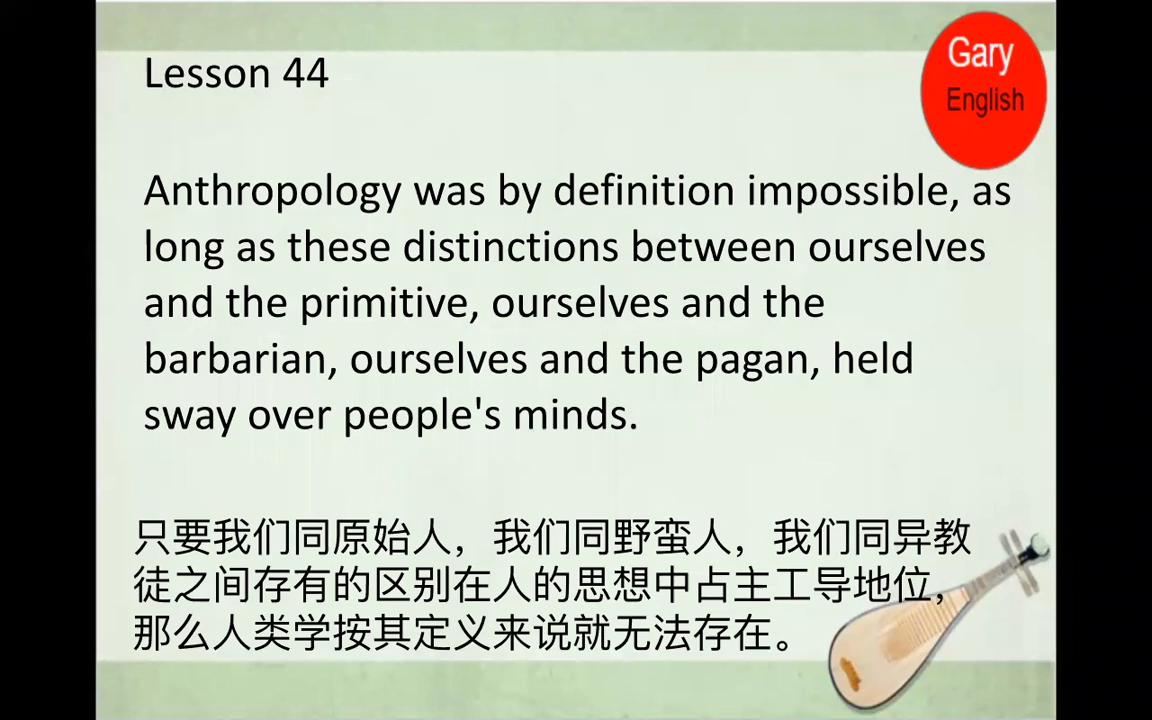 Lesson 44
Gary
English
Anthropology was by definition impossible, as
long as these distinctions between ourselves
and the primitive, ourselves and the
barbarian, ourselves and the pagan, held
sway over people's minds.
只要我们同原始人，我们同野蛮人，我们同异教
徒之间存有的区别在人的思想中占主工导地位，
那么人类学按其定义来说就无法存在。